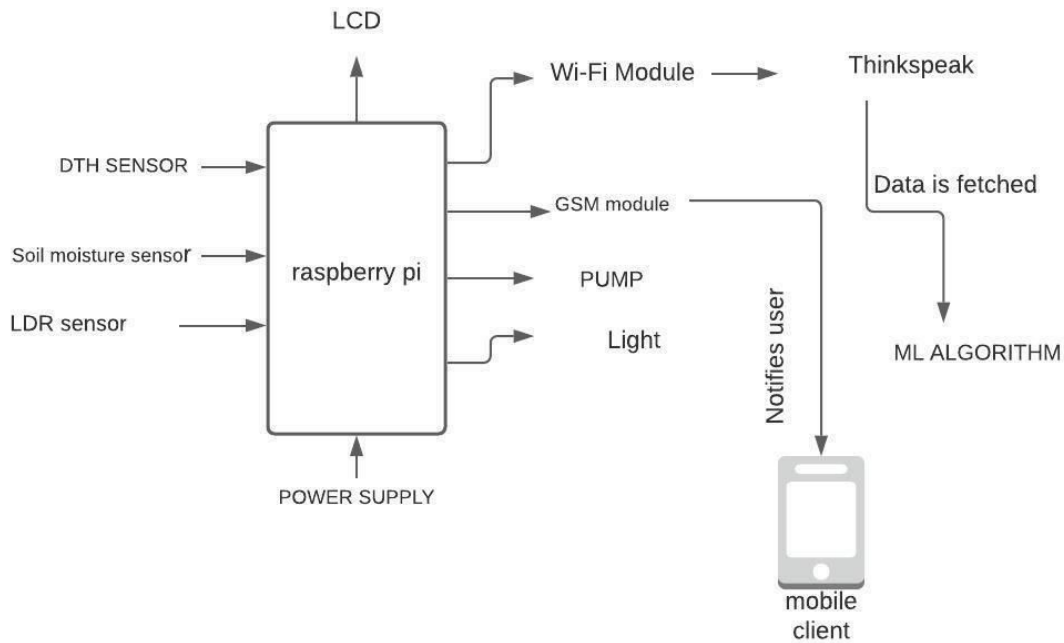 LCD
Wi-Fi Module
Thinkspeak
DTH SENSOR
Data is fetched
GSM module
Soil moisture sensor
raspberry pi
PUMP
LDR sensor
Light
ML ALGORITHM
Notifies user
POWER SUPPLY
mobile
client